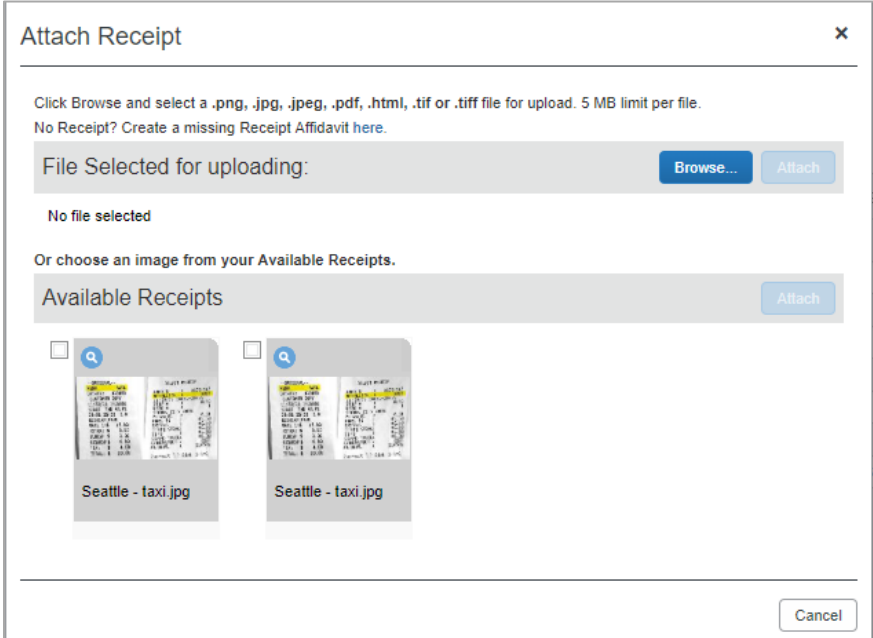 Attach Receipt
×
Click Browse and select a .png, .jpg, .jpeg, .pdf, .html, .tif or .tiff file for upload. 5 MB limit per file.
No Receipt? Create a missing Receipt Affidavit here.
File Selected for uploading:
Browse...
Attach
No file selected
Or choose an image from your Available Receipts.
Available Receipts
Attach
Seattle - taxi.jpg
Seattle - taxi.jpg
Cancel